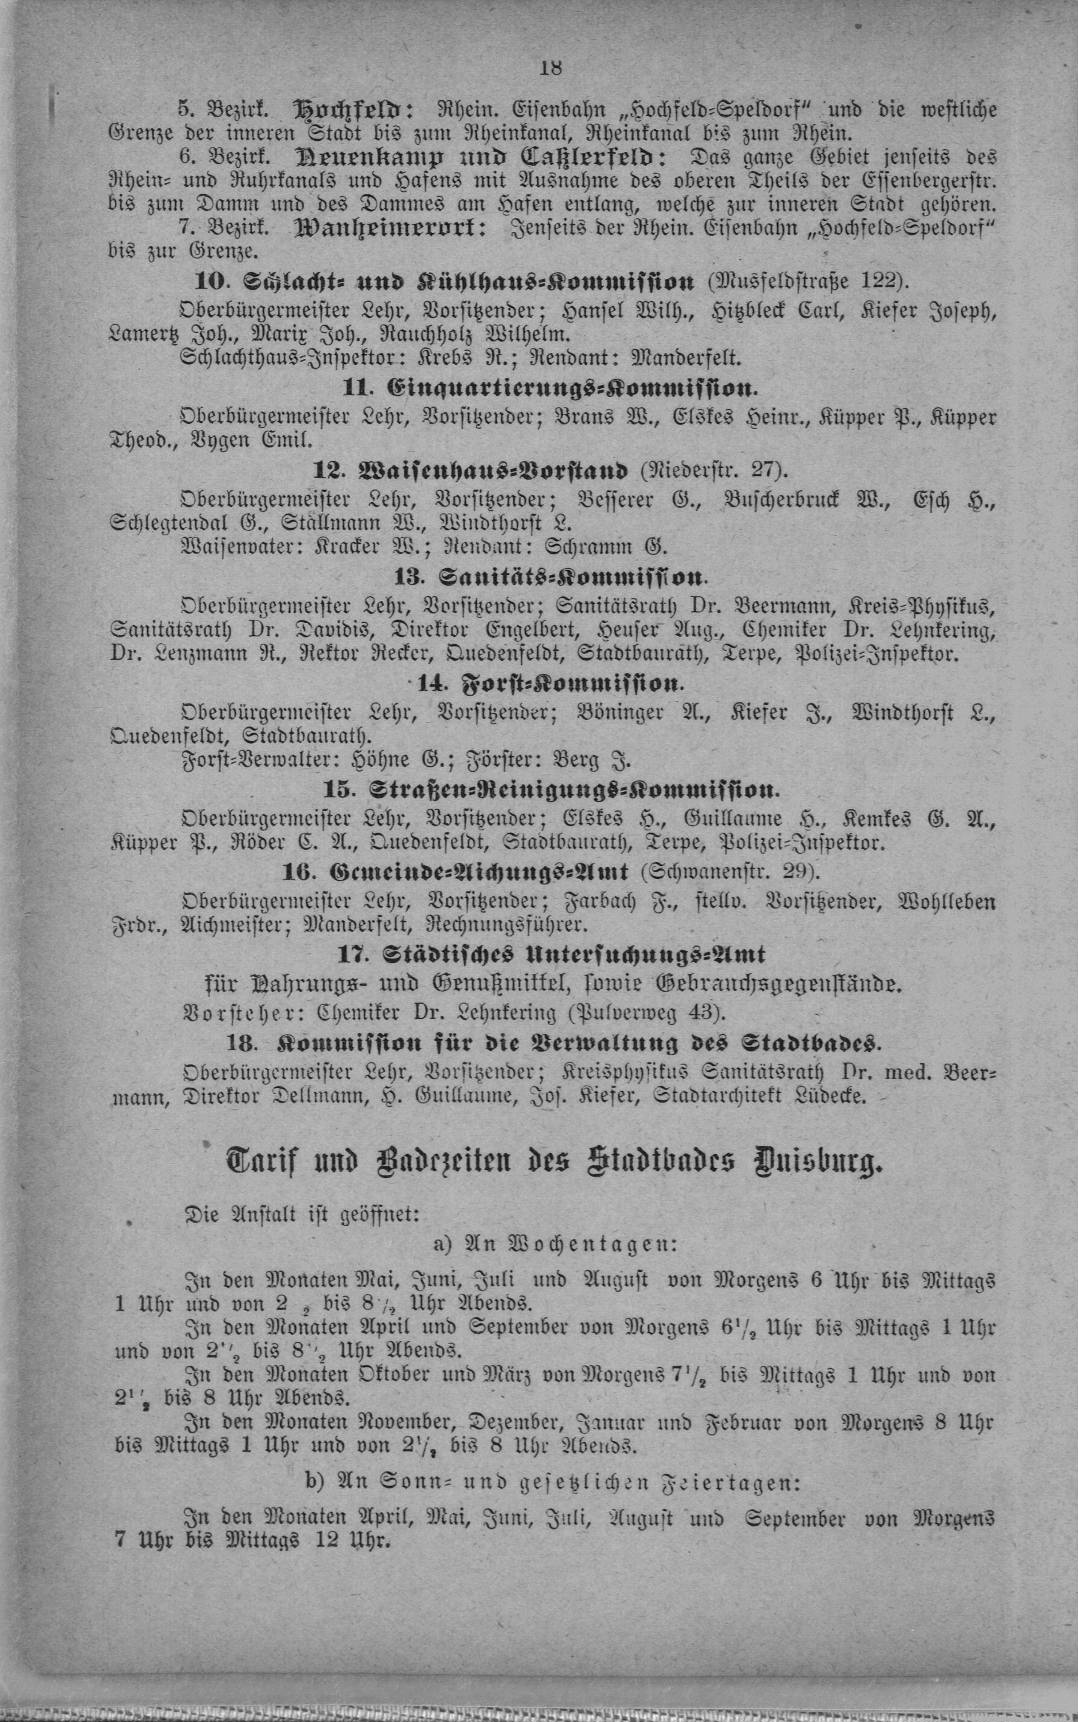 18
5. Bezirk. Hochfeld: Rhein. Eisenbahn „Hochfeld=Speldorf“ und die westliche
Grenze der inneren Stadt bis zum Rheinkanal, Rheinkanal bis zum Rhein.
6. Bezirk. Neuenkamp und Caßlerfeld: Das ganze Gebiet jenseits des
Rhein= und Ruhrkanals und Hafens mit Ausnahme des oberen Theils der Essenbergerstr.
bis zum Damm und des Dammes am Hafen entlang, welche zur inneren Stadt gehören.
7. Bezirk. Wanheimerort: Jenseits der Rhein. Eisenbahn „Hochfeld=Speldorf“
bis zur Grenze.
10. Schlacht= und Kühlhaus=Kommission (Musfeldstraße 122).
Oberbürgermeister Lehr, Vorsitzender; Hansel Wilh., Hitzbleck Carl, Kiefer Joseph,
Lamertz Joh., Marix Joh., Rauchholz Wilhelm.
Schlachthaus=Inspektor: Krebs R.; Rendant: Manderfelt.
11. Einquartierungs=Kommission.
Oberbürgermeister Lehr, Vorsitzender; Brans W., Elskes Heinr., Küpper P., Küpper
Theod., Vygen Emil.
12. Waisenhaus=Vorstand (Niederstr. 27).
Oberbürgermeister Lehr, Vorsitzender; Besserer G., Buscherbruck W., Esch H.,
Schlegtendal G., Stallmann W., Windthorst L.
Waisenvater: Kracker W.; Rendant: Schramm G.
13. Sanitäts=Kommission.
Oberbürgermeister Lehr, Vorsitzender; Sanitätsrath Dr. Beermann, Kreis=Physikus,
Sanitätsrath Dr. Davidis, Direktor Engelbert, Heuser Aug., Chemiker Dr. Lehnkering,
Dr. Lenzmann R., Rektor Recker, Quedenfeldt, Stadtbaurath, Terpe, Polizei=Inspektor.
14. Forst=Kommission.
Oberbürgermeister Lehr, Vorsitzender; Böninger A., Kiefer J., Windthorst L.,
Quedenfeldt, Stadtbaurath.
Forst=Verwalter: Höhne G.; Förster: Berg J.
15. Straßen=Reinigungs=Kommission.
Oberbürgermeister Lehr, Vorsitzender; Elskes H., Guillaume H., Kemkes G. A.,
Küpper P., Röder C. A., Quedenfeldt, Stadtbaurath, Terpe, Polizei=Inspektor.
16. Gemeinde=Aichungs=Amt (Schwanenstr. 29).
Oberbürgermeister Lehr, Vorsitzender; Farbach F., stellv. Vorsitzender, Wohlleben
Frdr., Aichmeister; Manderfelt, Rechnungsführer.
17. Städtisches Untersuchungs=Amt
für Nahrungs- und Genußmittel, sowie Gebrauchsgegenstände.
Vorsteher: Chemiker Dr. Lehnkering (Pulverweg 43).
18. Kommission für die Verwaltung des Stadtbades.
Oberbürgermeister Lehr, Vorsitzender; Kreisphysikus Sanitätsrath Dr. med. Beer=
mann, Direktor Dellmann, H. Guillaume, Jos. Kiefer, Stadtarchitekt Lüdecke.
Tarif und Badezeiten des Stadtbades Duisburg.
Die Anstalt ist geöffnet:
a) An Wochentagen:
In den Monaten Mai, Juni, Juli und August von Morgens 6 Uhr bis Mittags
1 Uhr und von 2 1/2 bis 8 1/2 Uhr Abends.
In den Monaten April und September von Morgens 6 1/2 Uhr bis Mittags 1 Uhr
und von 2 1/2 bis 8 1/2 Uhr Abends.
In den Monaten Oktober und März von Morgens 7 1/2 bis Mittags 1 Uhr und von
2 1/2 bis 8 Uhr Abends.
In den Monaten November, Dezember, Januar und Februar von Morgens 8 Uhr
bis Mittags 1 Uhr und von 2 1/2 bis 8 Uhr Abends.
b) An Sonn= und gesetzlichen Feiertagen:
In den Monaten April, Mai, Juni, Juli, August und September von Morgens
7 Uhr bis Mittags 12 Uhr.